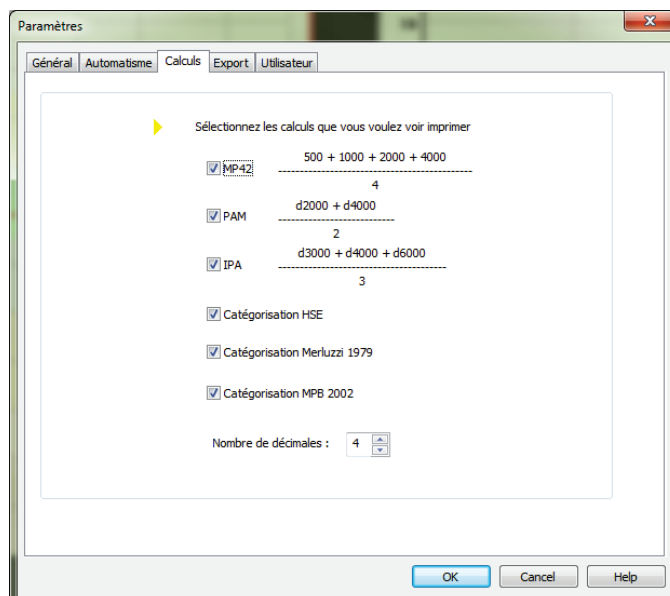 Paramètres
Général Automatisme Calculs Export Utilisateur
Sélectionnez les calculs que vous voulez voir imprimer
MP42
500 + 1000 + 2000 + 4000
--------------------------------------------
4
PAM
d2000 + d4000
--------------------------
2
IPA
d3000 + d4000 + d6000
--------------------------------------
3
Catégorisation HSE
Catégorisation Merluzzi 1979
Catégorisation MPB 2002
Nombre de décimales : 4
OK Cancel Help